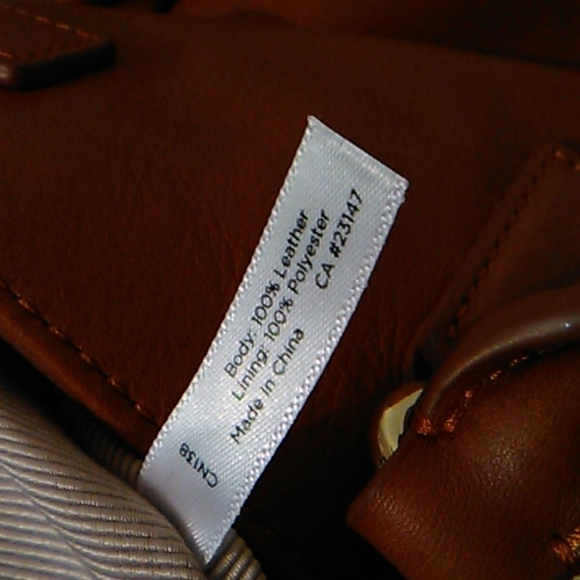 Body: 100% Leather
Lining: 100% Polyester
Made in China
CA #23147
CN138